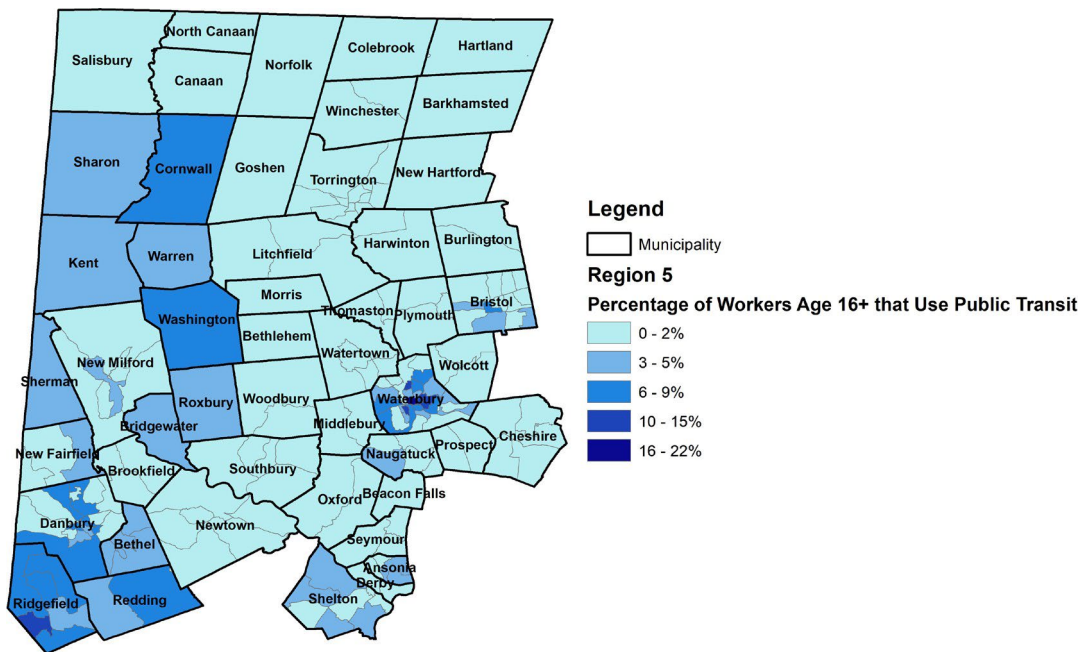 North Canaan
Colebrook
Hartland
Salisbury
Norfolk
Canaan
Barkhamsted
Winchester
Sharon
Cornwall
Goshen
Torrington
New Hartford
Legend
Municipality
Kent
Warren
Litchfield
Harwinton
Burlington
Region 5
Percentage of Workers Age 16+ that Use Public Transit
Morris
Bristol
Washington
Thomaston
Plymouth
0 - 2%
Bethlehem
Watertown
New Milford
Wolcott
3 - 5%
Sherman
6 - 9%
Roxbury
Woodbury
Waterbury
10 - 15%
Bridgewater
Middlebury
Cheshire
16 - 22%
New Fairfield
Brookfield
Southbury
Naugatuck
Prospect
Oxford
Beacon Falls
Danbury
Newtown
Bethel
Seymour
Ansonia
Derby
Ridgefield
Redding
Shelton